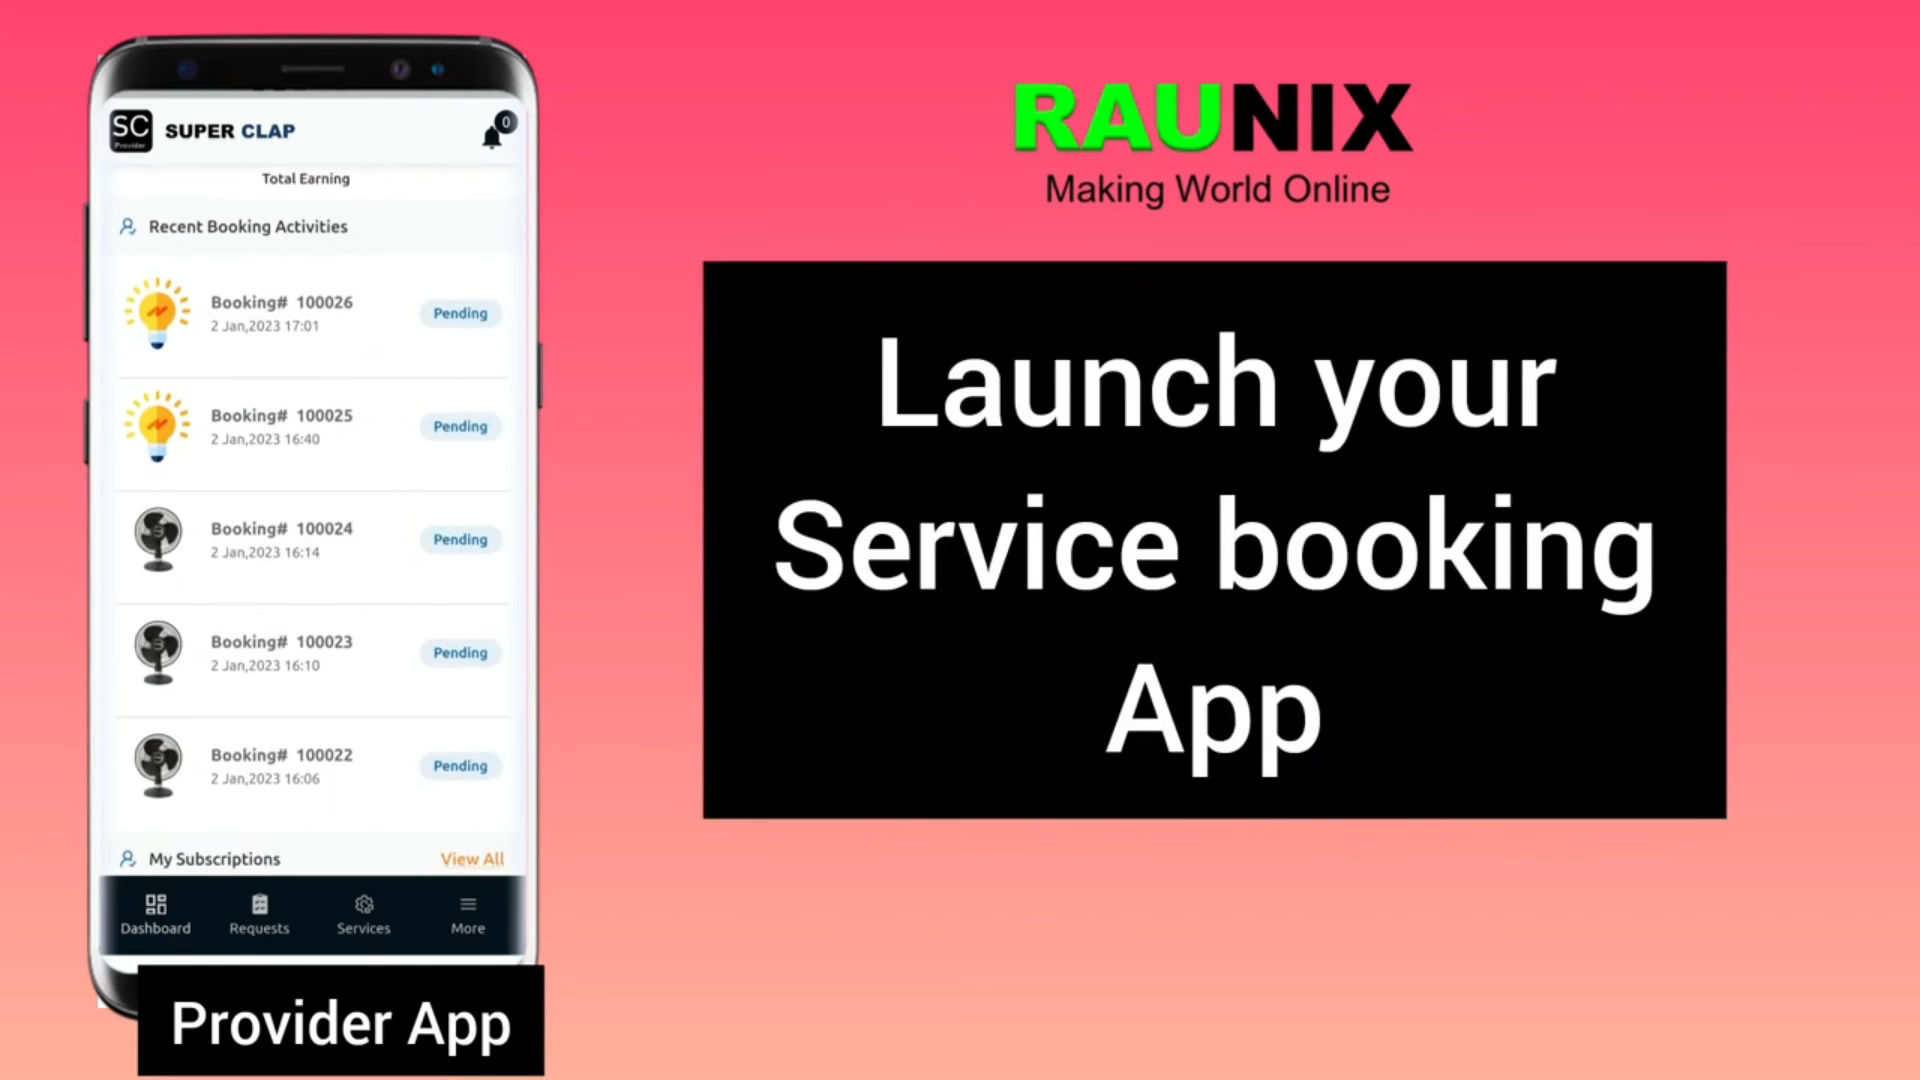 SC
Provider
SUPER CLAP
0
Total Earning
Recent Booking Activities
Booking# 100026
2 Jan,2023 17:01
Pending
Booking# 100025
2 Jan,2023 16:40
Pending
Booking# 100024
2 Jan,2023 16:14
Pending
Booking# 100023
2 Jan,2023 16:10
Pending
Booking# 100022
2 Jan,2023 16:06
Pending
My Subscriptions
View All
Dashboard
Requests
Services
More
Provider App
RAUNIX
Making World Online
Launch your
Service booking
App